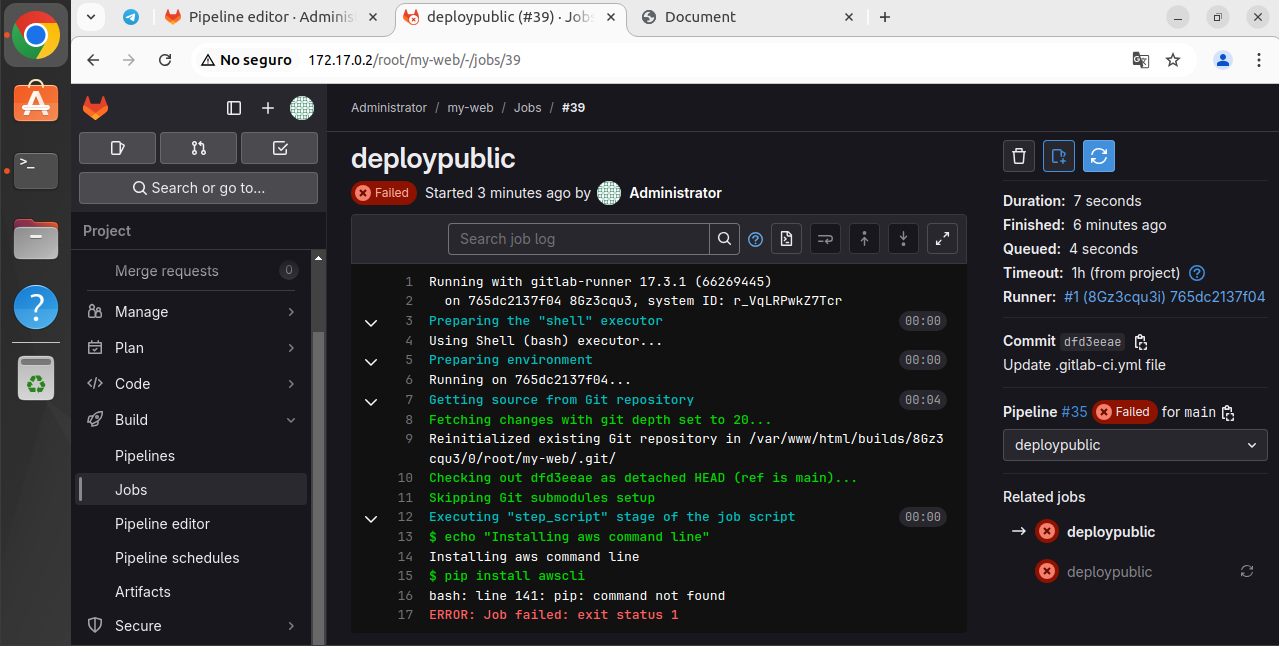 Pipeline editor · Adminis
deploypublic (#39) · Job
Document
No seguro
172.17.0.2/root/my-web/-/jobs/39
Administrator / my-web / Jobs / #39
Search or go to...
Project
Merge requests 0
Manage
Plan
Code
Build
Pipelines
Jobs
Pipeline editor
Pipeline schedules
Artifacts
Secure
deploypublic
Failed Started 3 minutes ago by Administrator
Search job log
1 Running with gitlab-runner 17.3.1 (66269445)
2 on 765dc2137f04 8Gz3cqu3, system ID: r_VqLRPwkZ7Tcr
3 Preparing the "shell" executor 00:00
4 Using Shell (bash) executor...
5 Preparing environment 00:00
6 Running on 765dc2137f04...
7 Getting source from Git repository 00:04
8 Fetching changes with git depth set to 20...
9 Reinitialized existing Git repository in /var/www/html/builds/8Gz3
cqu3/0/root/my-web/.git/
10 Checking out dfd3eeae as detached HEAD (ref is main)...
11 Skipping Git submodules setup
12 Executing "step_script" stage of the job script 00:00
13 $ echo "Installing aws command line"
14 Installing aws command line
15 $ pip install awscli
16 bash: line 141: pip: command not found
17 ERROR: Job failed: exit status 1
Duration: 7 seconds
Finished: 6 minutes ago
Queued: 4 seconds
Timeout: 1h (from project)
Runner: #1 (8Gz3cqu3i) 765dc2137f04
Commit dfd3eeae
Update .gitlab-ci.yml file
Pipeline #35 Failed for main
deploypublic
Related jobs
deploypublic
deploypublic